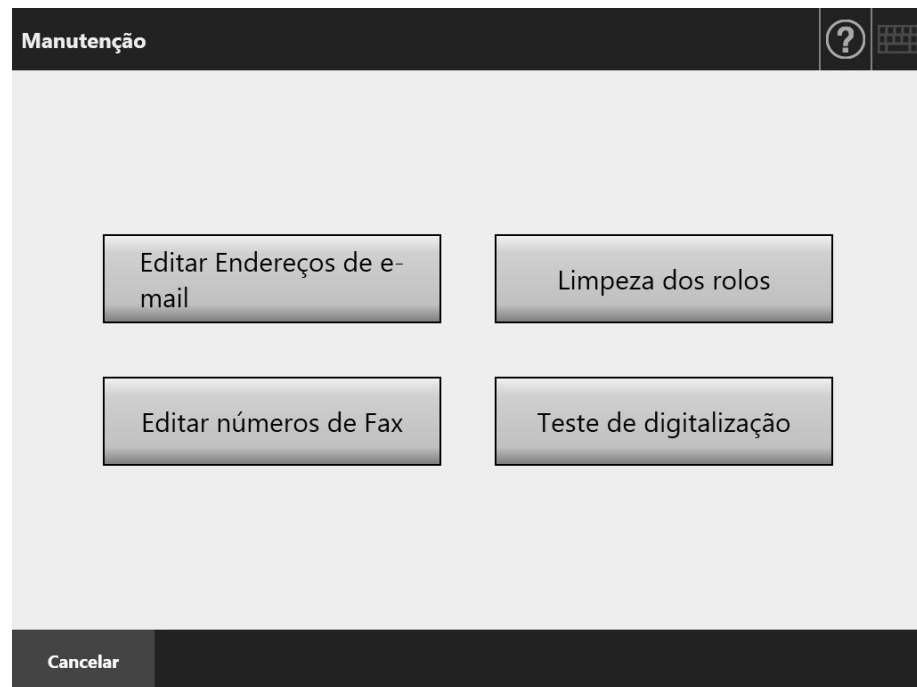 Manutenção
Editar Endereços de e-
mail
Limpeza dos rolos
Editar números de Fax
Teste de digitalização
Cancelar